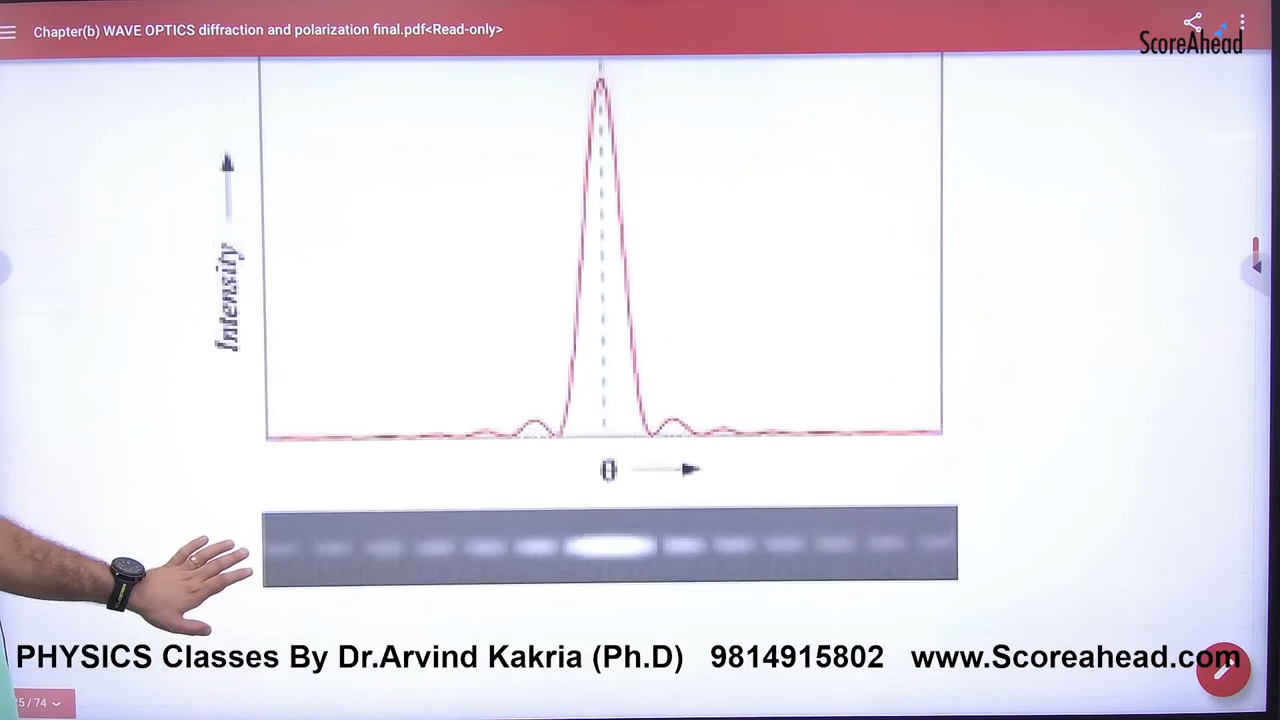 Chapter(b) WAVE OPTICS diffraction and polarization final.pdf<Read-only>
ScoreAhead
Intensity
0
PHYSICS Classes By Dr.Arvind Kakria (Ph.D) 9814915802 www.Scoreahead.com
5 / 74